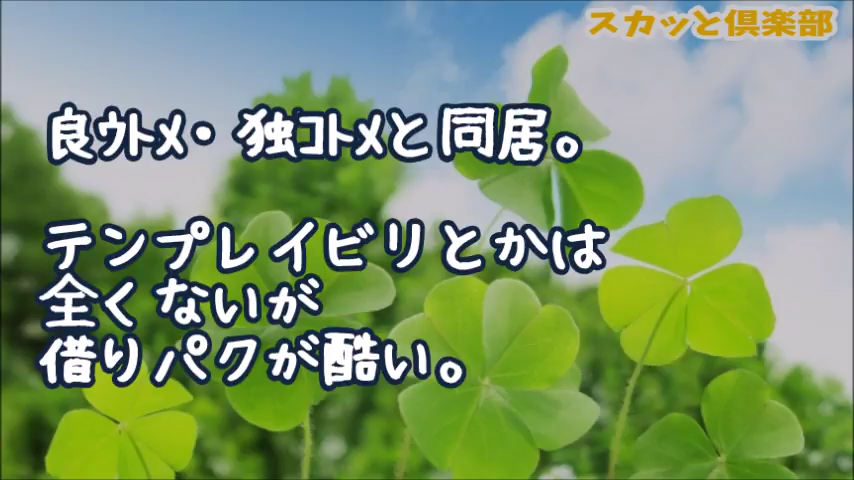 スカッと倶楽部
良ｳﾄﾒ・独ｺﾄﾒと同居。
テンプレイビリとかは
全くないが
借りパクが酷い。